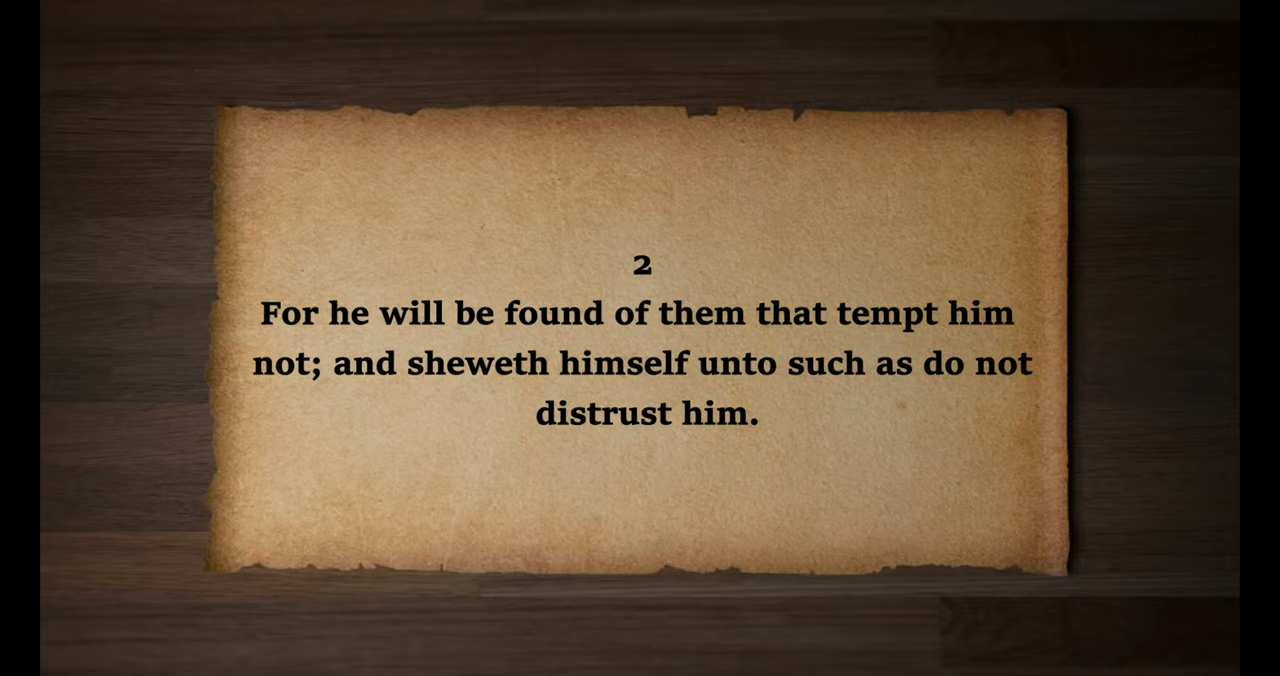 2
For he will be found of them that tempt him
not; and sheweth himself unto such as do not
distrust him.